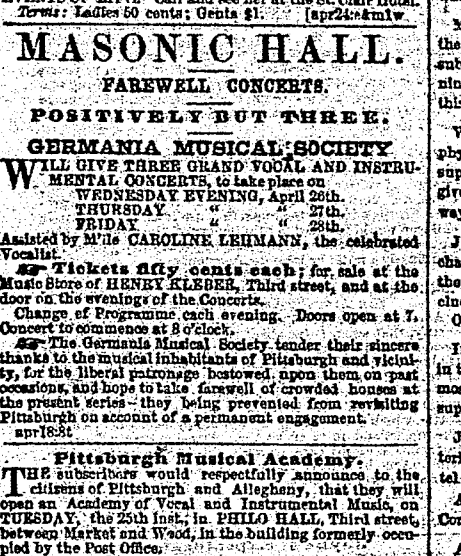 Terms: Ladies 50 cents; Gents $1. [apr24:
MASONIC HALL.
FAREWELL CONCERTS.
POSITIVELY BUT THREE.
GERMANIA MUSICAL SOCIETY
WILL GIVE THREE GRAND VOCAL AND INSTRU-
MENTAL CONCERTS, to take place on
WEDNESDAY EVENING, April 26th.
THURSDAY " " 27th.
FRIDAY " " 28th.
Assisted by M'lle CAROLINE LEHMANN, the celebrated
Vocalist.
☞ Tickets fifty cents each; for sale at the
Music Store of HENRY KLEBER, Third street, and at the
door on the evenings of the Concerts.
Change of Programme each evening. Doors open at 7.
Concert to commence at 8 o'clock.
☞ The Germania Musical Society tender their sincere
thanks to the musical inhabitants of Pittsburgh and vicini-
ty, for the liberal patronage bestowed upon them on past
occasions, and hope to take farewell of crowded houses at
the present series—they being prevented from revisiting
Pittsburgh on account of a permanent engagement.
apr18:8t
Pittsburgh Musical Academy.
THE subscribers would respectfully announce to the
citizens of Pittsburgh and Allegheny, that they will
open an Academy of Vocal and Instrumental Music, on
TUESDAY, the 25th inst., in PHILO HALL, Third street,
between Market and Wood, in the building formerly occu-
pied by the Post Office.